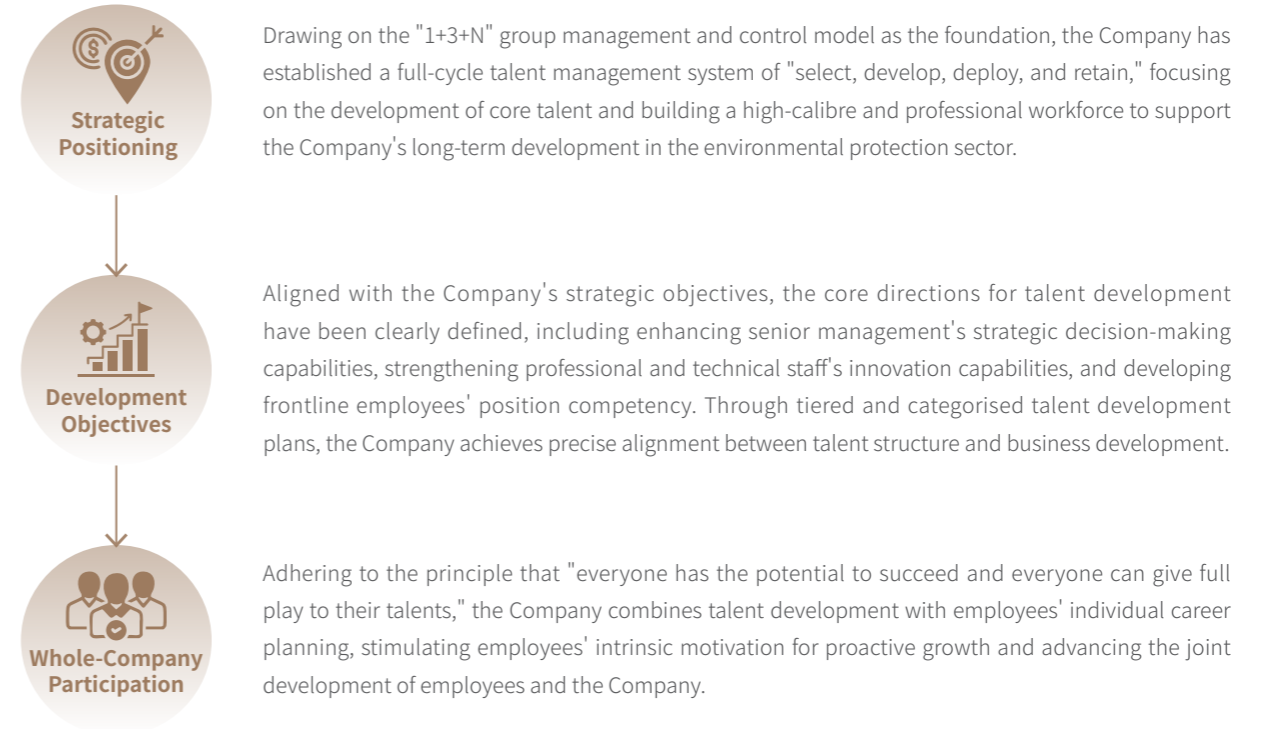 Strategic
Positioning
Drawing on the "1+3+N" group management and control model as the foundation, the Company has
established a full-cycle talent management system of "select, develop, deploy, and retain," focusing
on the development of core talent and building a high-calibre and professional workforce to support
the Company's long-term development in the environmental protection sector.
Development
Objectives
Aligned with the Company's strategic objectives, the core directions for talent development
have been clearly defined, including enhancing senior management's strategic decision-making
capabilities, strengthening professional and technical staff's innovation capabilities, and developing
frontline employees' position competency. Through tiered and categorised talent development
plans, the Company achieves precise alignment between talent structure and business development.
Whole-Company
Participation
Adhering to the principle that "everyone has the potential to succeed and everyone can give full
play to their talents," the Company combines talent development with employees' individual career
planning, stimulating employees' intrinsic motivation for proactive growth and advancing the joint
development of employees and the Company.